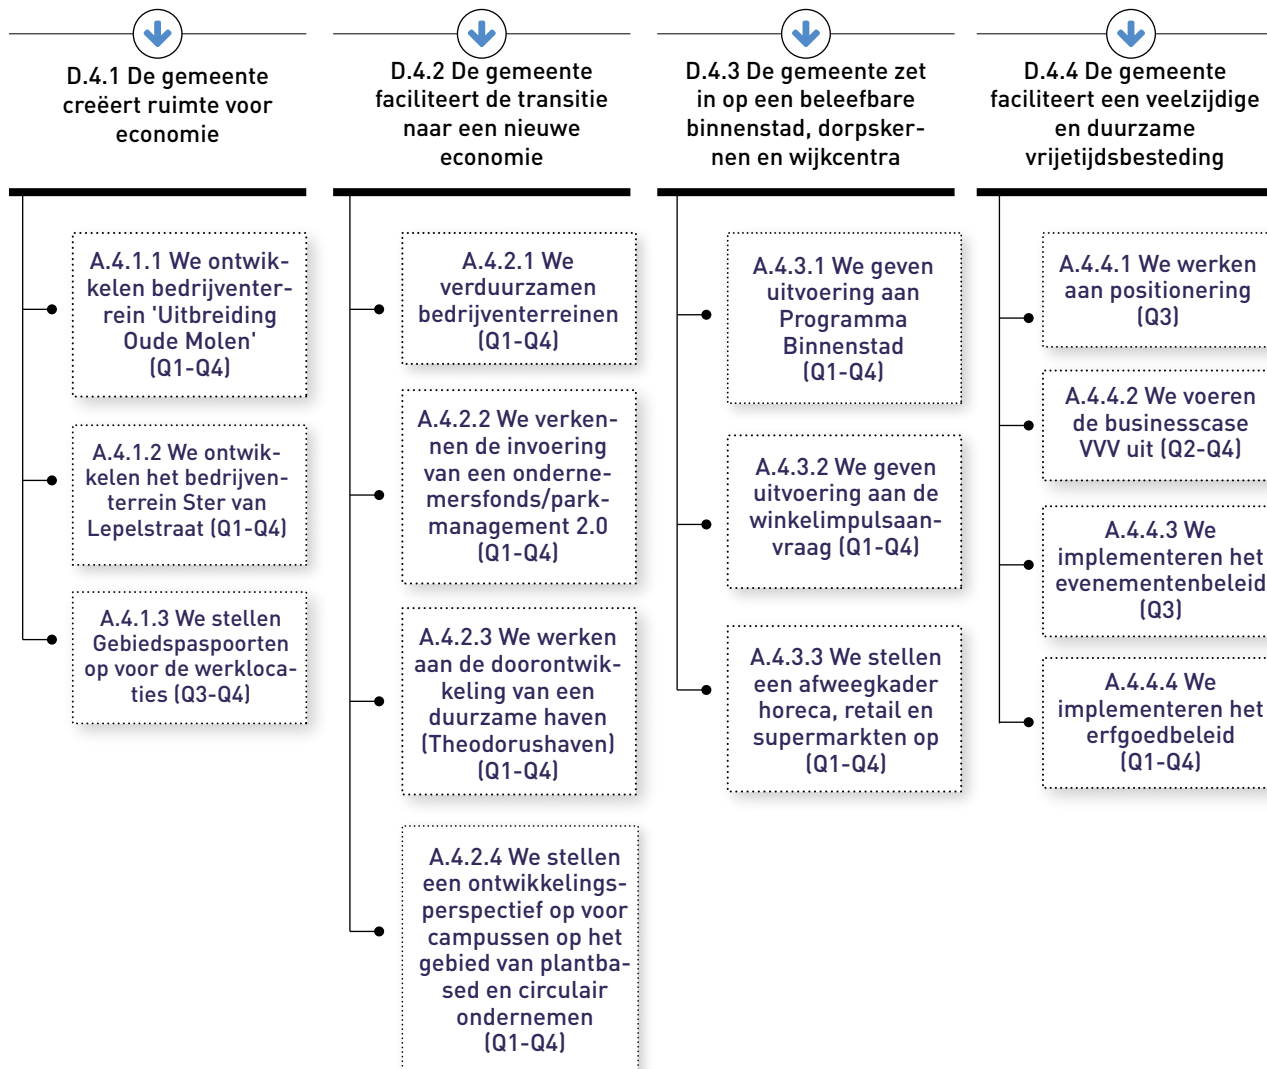 D.4.1 De gemeente
creëert ruimte voor
economie
A.4.1.1 We ontwik-
kelen bedrijventer-
rein 'Uitbreiding
Oude Molen'
(Q1-Q4)
A.4.1.2 We ontwik-
kelen het bedrijven-
terrein Ster van
Lepelstraat (Q1-Q4)
A.4.1.3 We stellen
Gebiedspaspoorten
op voor de werkloca-
ties (Q3-Q4)
D.4.2 De gemeente
faciliteert de transitie
naar een nieuwe
economie
A.4.2.1 We
verduurzamen
bedrijventerreinen
(Q1-Q4)
A.4.2.2 We verken-
nen de invoering
van een onderne-
mersfonds/park-
management 2.0
(Q1-Q4)
A.4.2.3 We werken
aan de doorontwik-
keling van een
duurzame haven
(Theodorushaven)
(Q1-Q4)
A.4.2.4 We stellen
een ontwikkelings-
perspectief op voor
campussen op het
gebied van plantba-
sed en circulair
ondernemen
(Q1-Q4)
D.4.3 De gemeente zet
in op een beleefbare
binnenstad, dorpsker-
nen en wijkcentra
A.4.3.1 We geven
uitvoering aan
Programma
Binnenstad
(Q1-Q4)
A.4.3.2 We geven
uitvoering aan de
winkelimpulsaan-
vraag (Q1-Q4)
A.4.3.3 We stellen
een afweegkader
horeca, retail en
supermarkten op
(Q1-Q4)
D.4.4 De gemeente
faciliteert een veelzijdige
en duurzame
vrijetijdsbesteding
A.4.4.1 We werken
aan positionering
(Q3)
A.4.4.2 We voeren
de businesscase
VVV uit (Q2-Q4)
A.4.4.3 We
implementeren het
evenementenbeleid
(Q3)
A.4.4.4 We
implementeren het
erfgoedbeleid
(Q1-Q4)